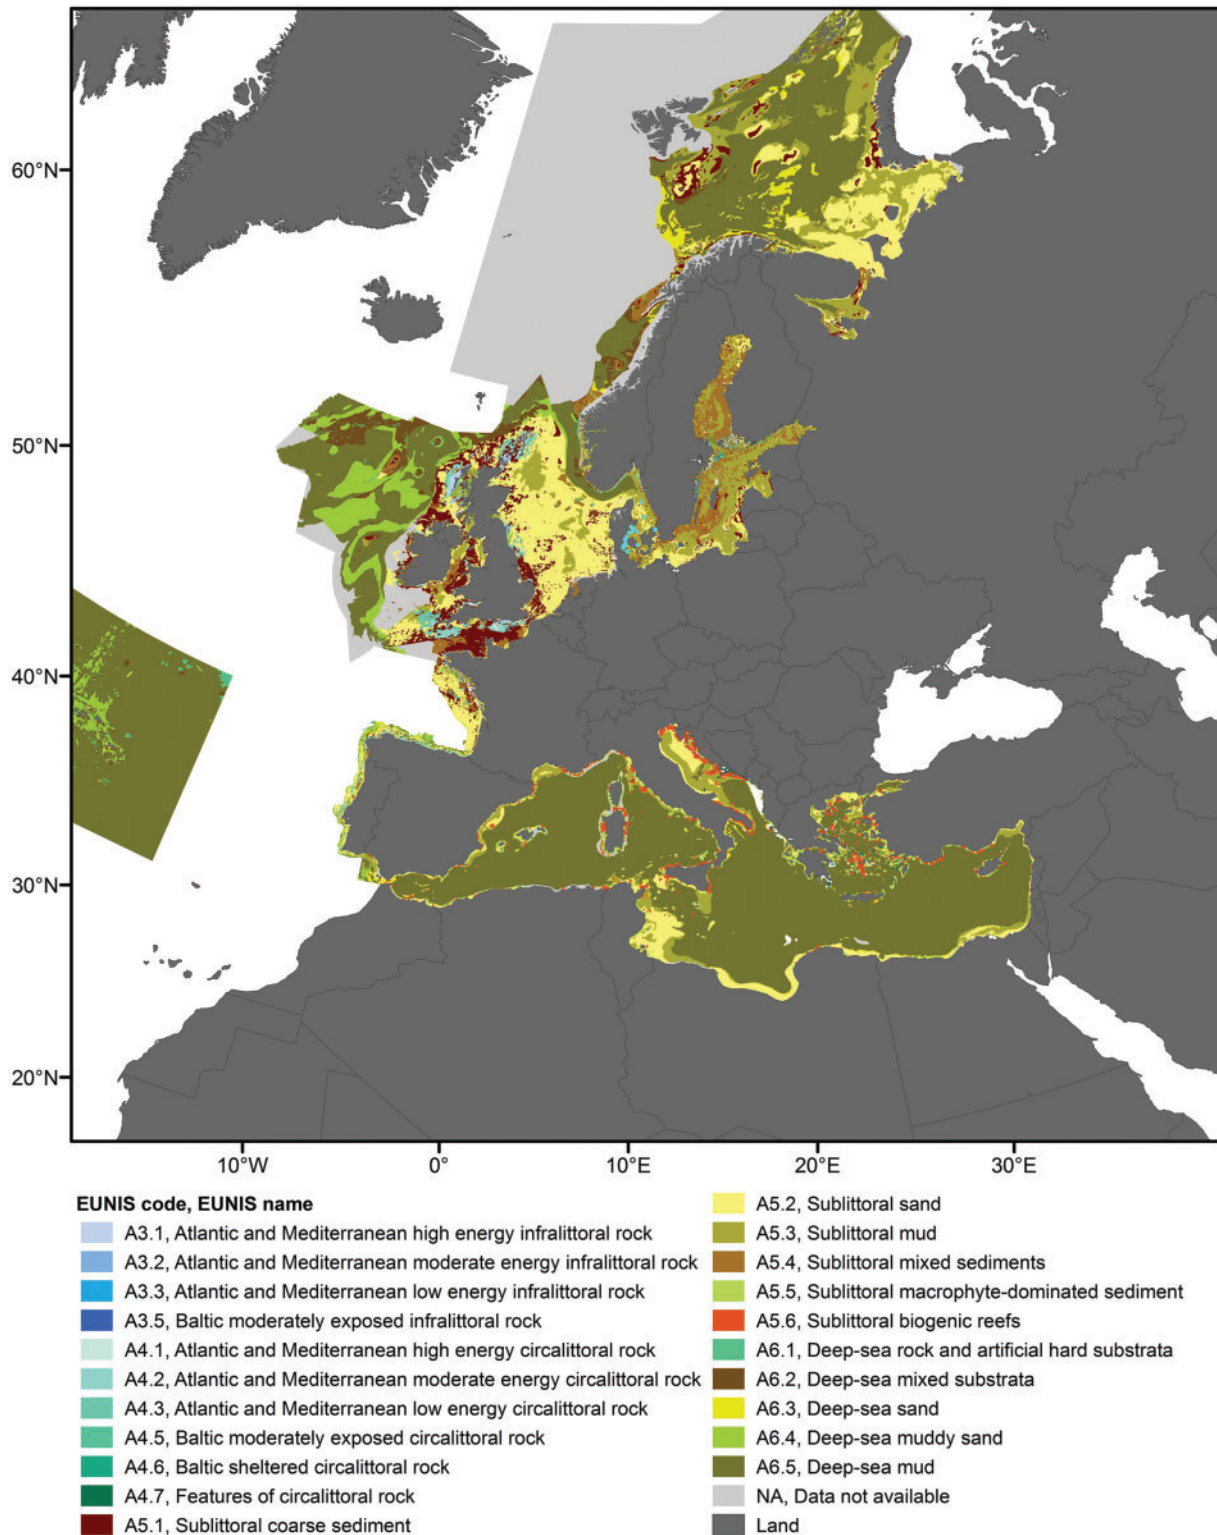 60°N
50°N
40°N
30°N
20°N
10°W 0° 10°E 20°E 30°E
EUNIS code, EUNIS name
A3.1, Atlantic and Mediterranean high energy infralittoral rock
A3.2, Atlantic and Mediterranean moderate energy infralittoral rock
A3.3, Atlantic and Mediterranean low energy infralittoral rock
A3.5, Baltic moderately exposed infralittoral rock
A4.1, Atlantic and Mediterranean high energy circalittoral rock
A4.2, Atlantic and Mediterranean moderate energy circalittoral rock
A4.3, Atlantic and Mediterranean low energy circalittoral rock
A4.5, Baltic moderately exposed circalittoral rock
A4.6, Baltic sheltered circalittoral rock
A4.7, Features of circalittoral rock
A5.1, Sublittoral coarse sediment
A5.2, Sublittoral sand
A5.3, Sublittoral mud
A5.4, Sublittoral mixed sediments
A5.5, Sublittoral macrophyte-dominated sediment
A5.6, Sublittoral biogenic reefs
A6.1, Deep-sea rock and artificial hard substrata
A6.2, Deep-sea mixed substrata
A6.3, Deep-sea sand
A6.4, Deep-sea muddy sand
A6.5, Deep-sea mud
NA, Data not available
Land